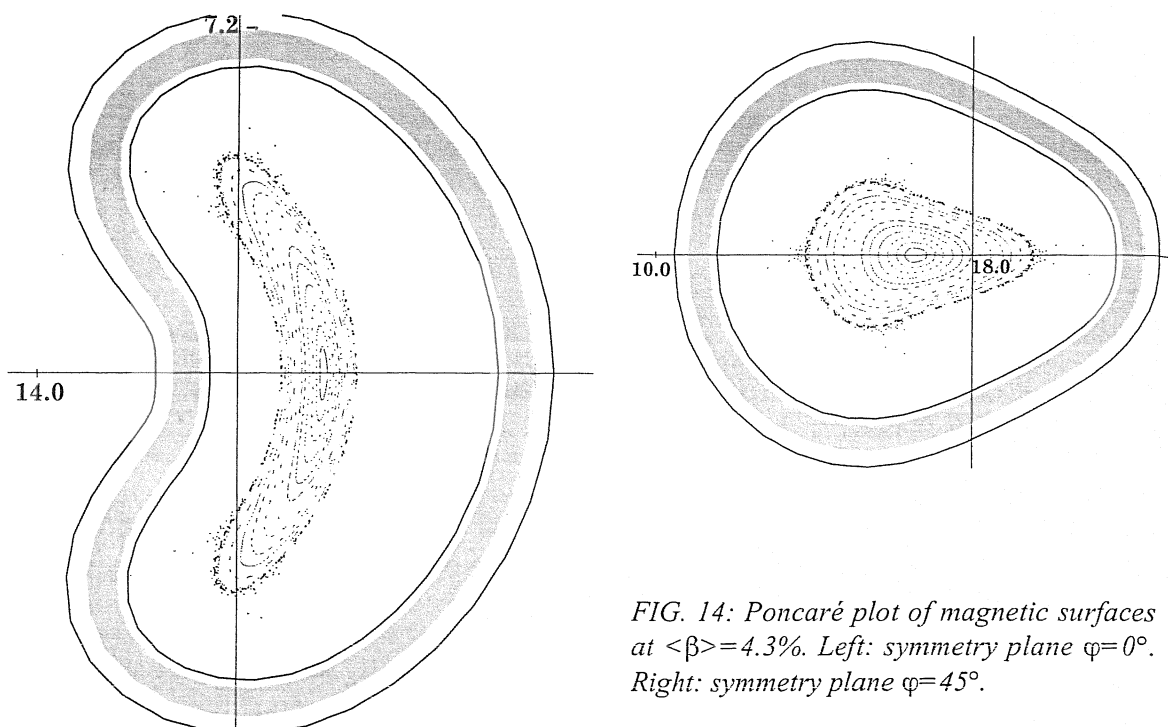 7.2
14.0
10.0
18.0
FIG. 14: Poncaré plot of magnetic surfaces
at <β>=4.3%. Left: symmetry plane φ=0°.
Right: symmetry plane φ=45°.